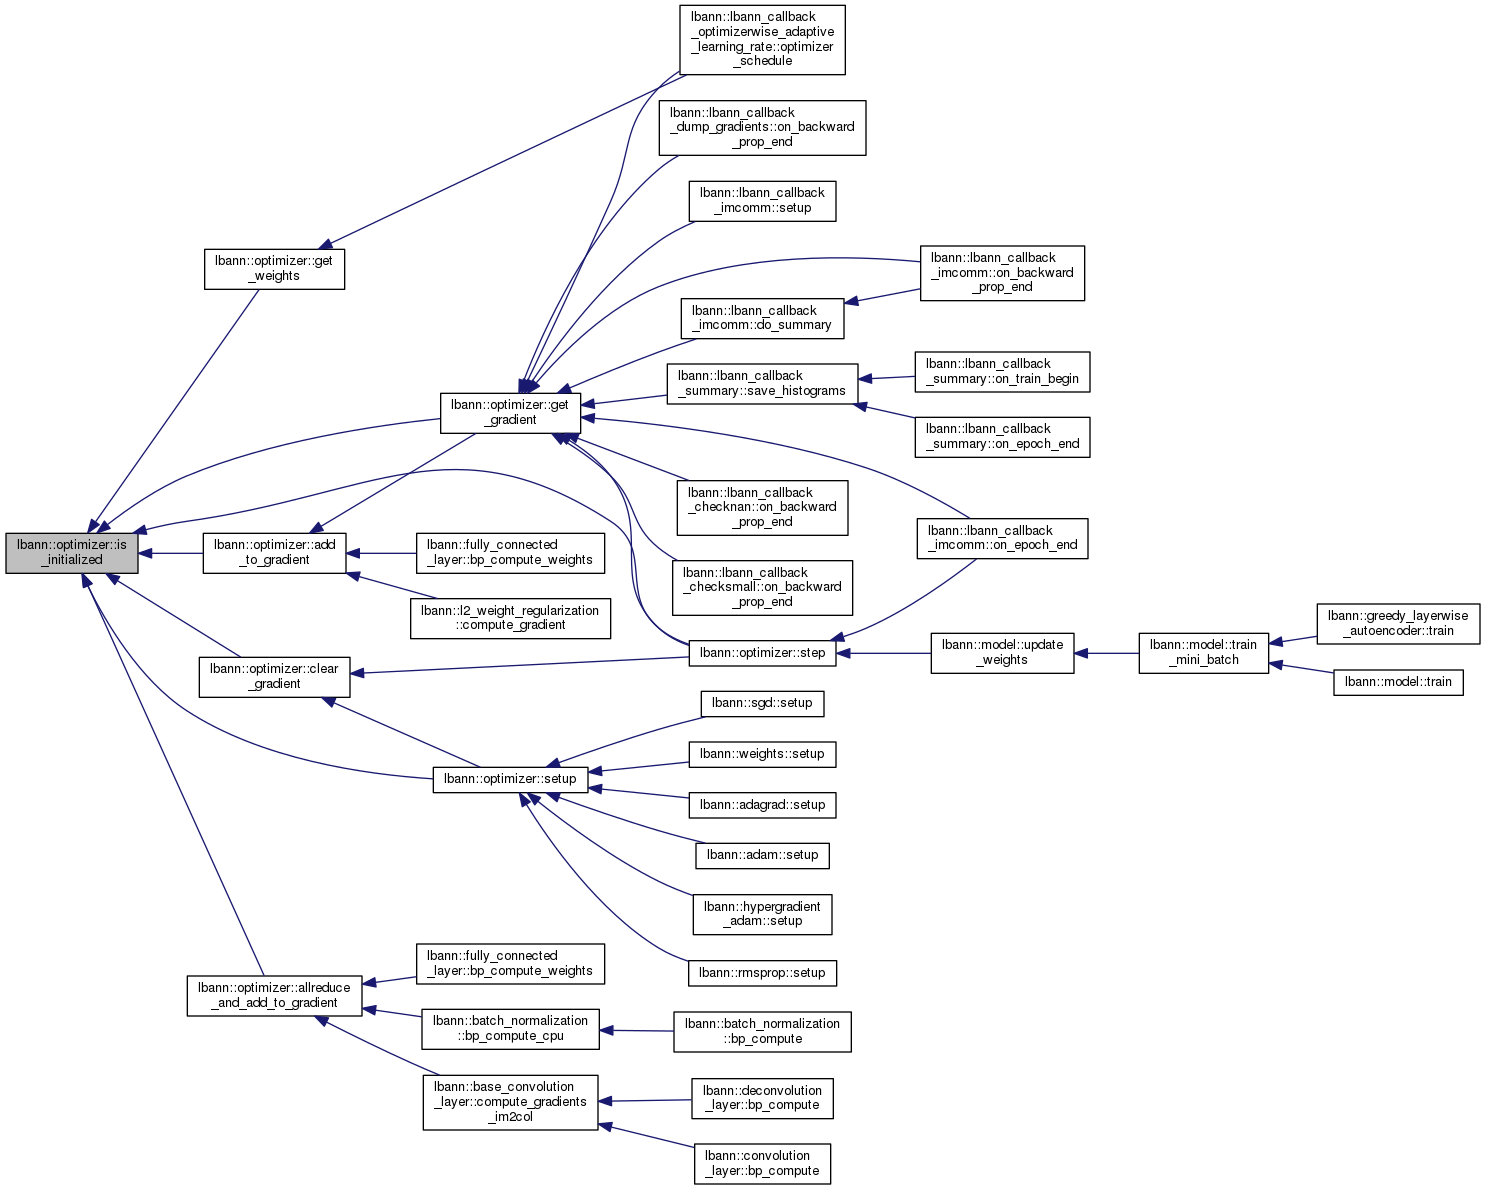 lbann::lbann_callback
_optimizerwise_adaptive
_learning_rate::optimizer
_schedule
lbann::lbann_callback
_dump_gradients::on_backward
_prop_end
lbann::lbann_callback
_imcomm::setup
lbann::optimizer::get
_weights
lbann::lbann_callback
_imcomm::on_backward
_prop_end
lbann::lbann_callback
_imcomm::do_summary
lbann::optimizer::get
_gradient
lbann::lbann_callback
_summary::save_histograms
lbann::lbann_callback
_summary::on_train_begin
lbann::lbann_callback
_summary::on_epoch_end
lbann::lbann_callback
_checknan::on_backward
_prop_end
lbann::optimizer::is
_initialized
lbann::optimizer::add
_to_gradient
lbann::fully_connected
_layer::bp_compute_weights
lbann::lbann_callback
_imcomm::on_epoch_end
lbann::l2_weight_regularization
::compute_gradient
lbann::lbann_callback
_checksmall::on_backward
_prop_end
lbann::optimizer::clear
_gradient
lbann::optimizer::step
lbann::model::update
_weights
lbann::model::train
_mini_batch
lbann::greedy_layerwise
_autoencoder::train
lbann::model::train
lbann::optimizer::setup
lbann::sgd::setup
lbann::weights::setup
lbann::adagrad::setup
lbann::adam::setup
lbann::hypergradient
_adam::setup
lbann::rmsprop::setup
lbann::optimizer::allreduce
_and_add_to_gradient
lbann::fully_connected
_layer::bp_compute_weights
lbann::batch_normalization
::bp_compute_cpu
lbann::batch_normalization
::bp_compute
lbann::base_convolution
_layer::compute_gradients
_im2col
lbann::deconvolution
_layer::bp_compute
lbann::convolution
_layer::bp_compute